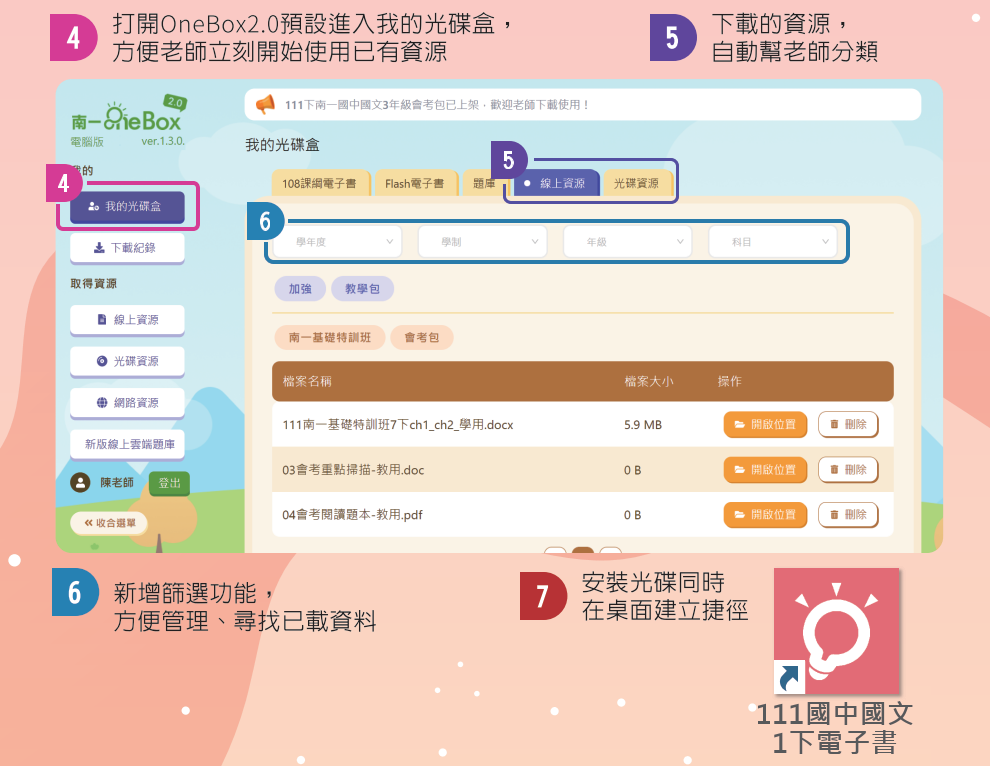 4
打開OneBox2.0預設進入我的光碟盒，
方便老師立刻開始使用已有資源
5
下載的資源，
自動幫老師分類
南一OneBox 2.0
電腦版 ver.1.3.0.
111下南一國中國文3年級會考包已上架，歡迎老師下載使用！
我的光碟盒
我的
4
我的光碟盒
下載紀錄
取得資源
線上資源
光碟資源
網路資源
新版線上雲端題庫
陳老師 登出
收合選單
5
108課綱電子書 Flash電子書 題庫 線上資源 光碟資源
6
學年度 學制 年級 科目
加強 教學包
南一基礎特訓班 會考包
檔案名稱 檔案大小 操作
111南一基礎特訓班7下ch1_ch2_學用.docx 5.9 MB 開啟位置 刪除
03會考重點掃描-教用.doc 0 B 開啟位置 刪除
04會考閱讀題本-教用.pdf 0 B 開啟位置 刪除
6
新增篩選功能，
方便管理、尋找已載資料
7
安裝光碟同時
在桌面建立捷徑
111國中國文
1下電子書